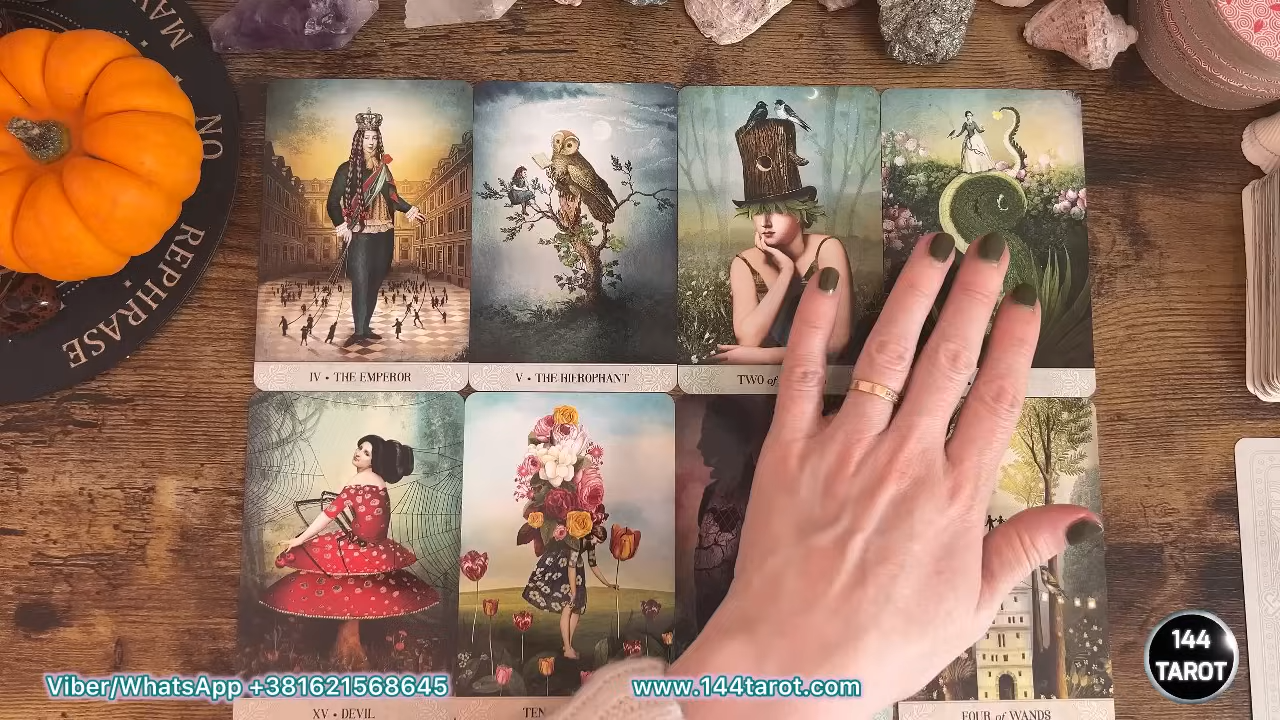 MAY
NO
REPHRASE
IV • THE EMPEROR
V • THE HIEROPHANT
TWO of
XV • DEVIL
TEN
FOUR of WANDS
Viber/WhatsApp +381621568645
www.144tarot.com
144
TAROT